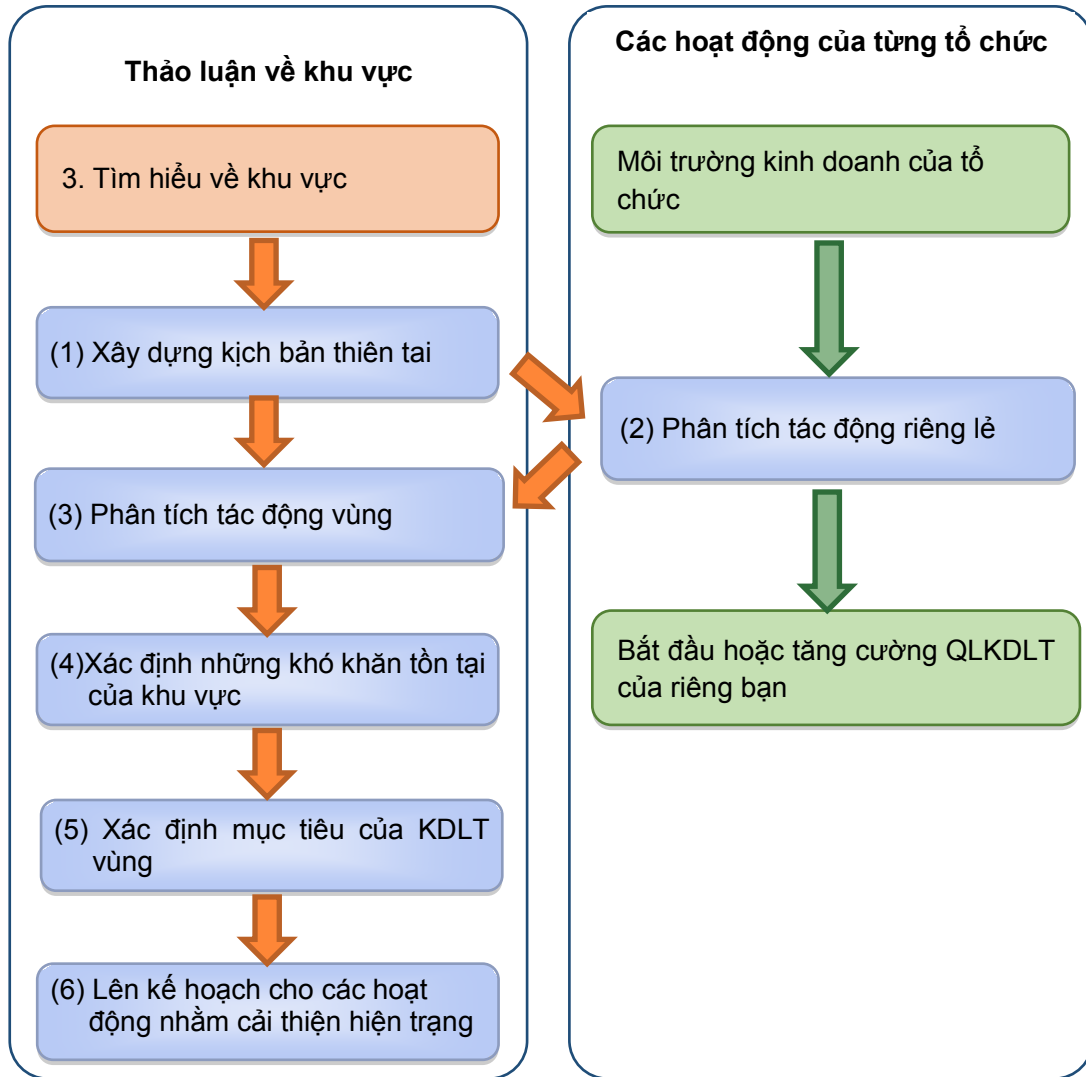 Thảo luận về khu vực
3. Tìm hiểu về khu vực
(1) Xây dựng kịch bản thiên tai
(3) Phân tích tác động vùng
(4)Xác định những khó khăn tồn tại
của khu vực
(5) Xác định mục tiêu của KDLT
vùng
(6) Lên kế hoạch cho các hoạt
động nhằm cải thiện hiện trạng
Các hoạt động của từng tổ chức
Môi trường kinh doanh của tổ
chức
(2) Phân tích tác động riêng lẻ
Bắt đầu hoặc tăng cường QLKDLT
của riêng bạn